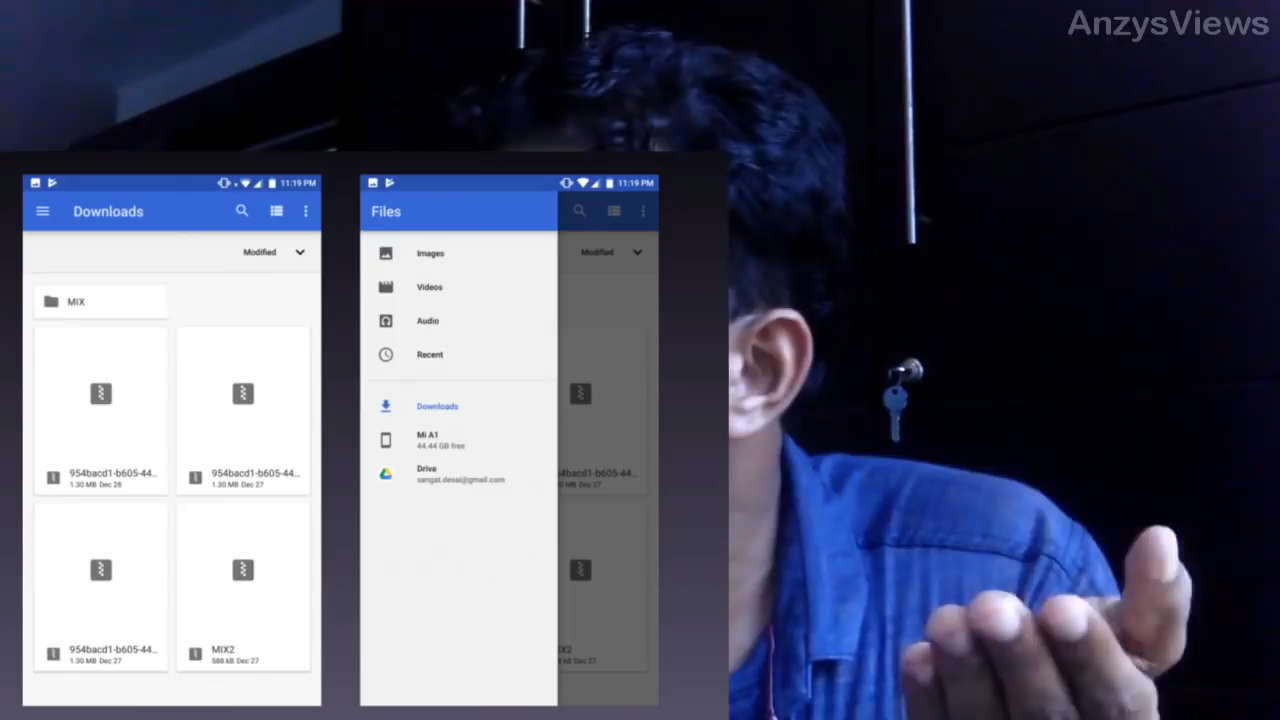 AnzysViews
11:19 PM
Downloads
Modified
MIX
954bacd1-b605-44...
1.30 MB Dec 28
954bacd1-b605-44...
1.30 MB Dec 27
954bacd1-b605-44...
1.30 MB Dec 27
MIX2
588 kB Dec 27
11:19 PM
Files
Modified
Images
Videos
Audio
Recent
Downloads
Mi A1
44.44 GB free
Drive
sangat.desai@gmail.com
4bacd1-b605-44...
MB Dec 27
X2
kB Dec 27